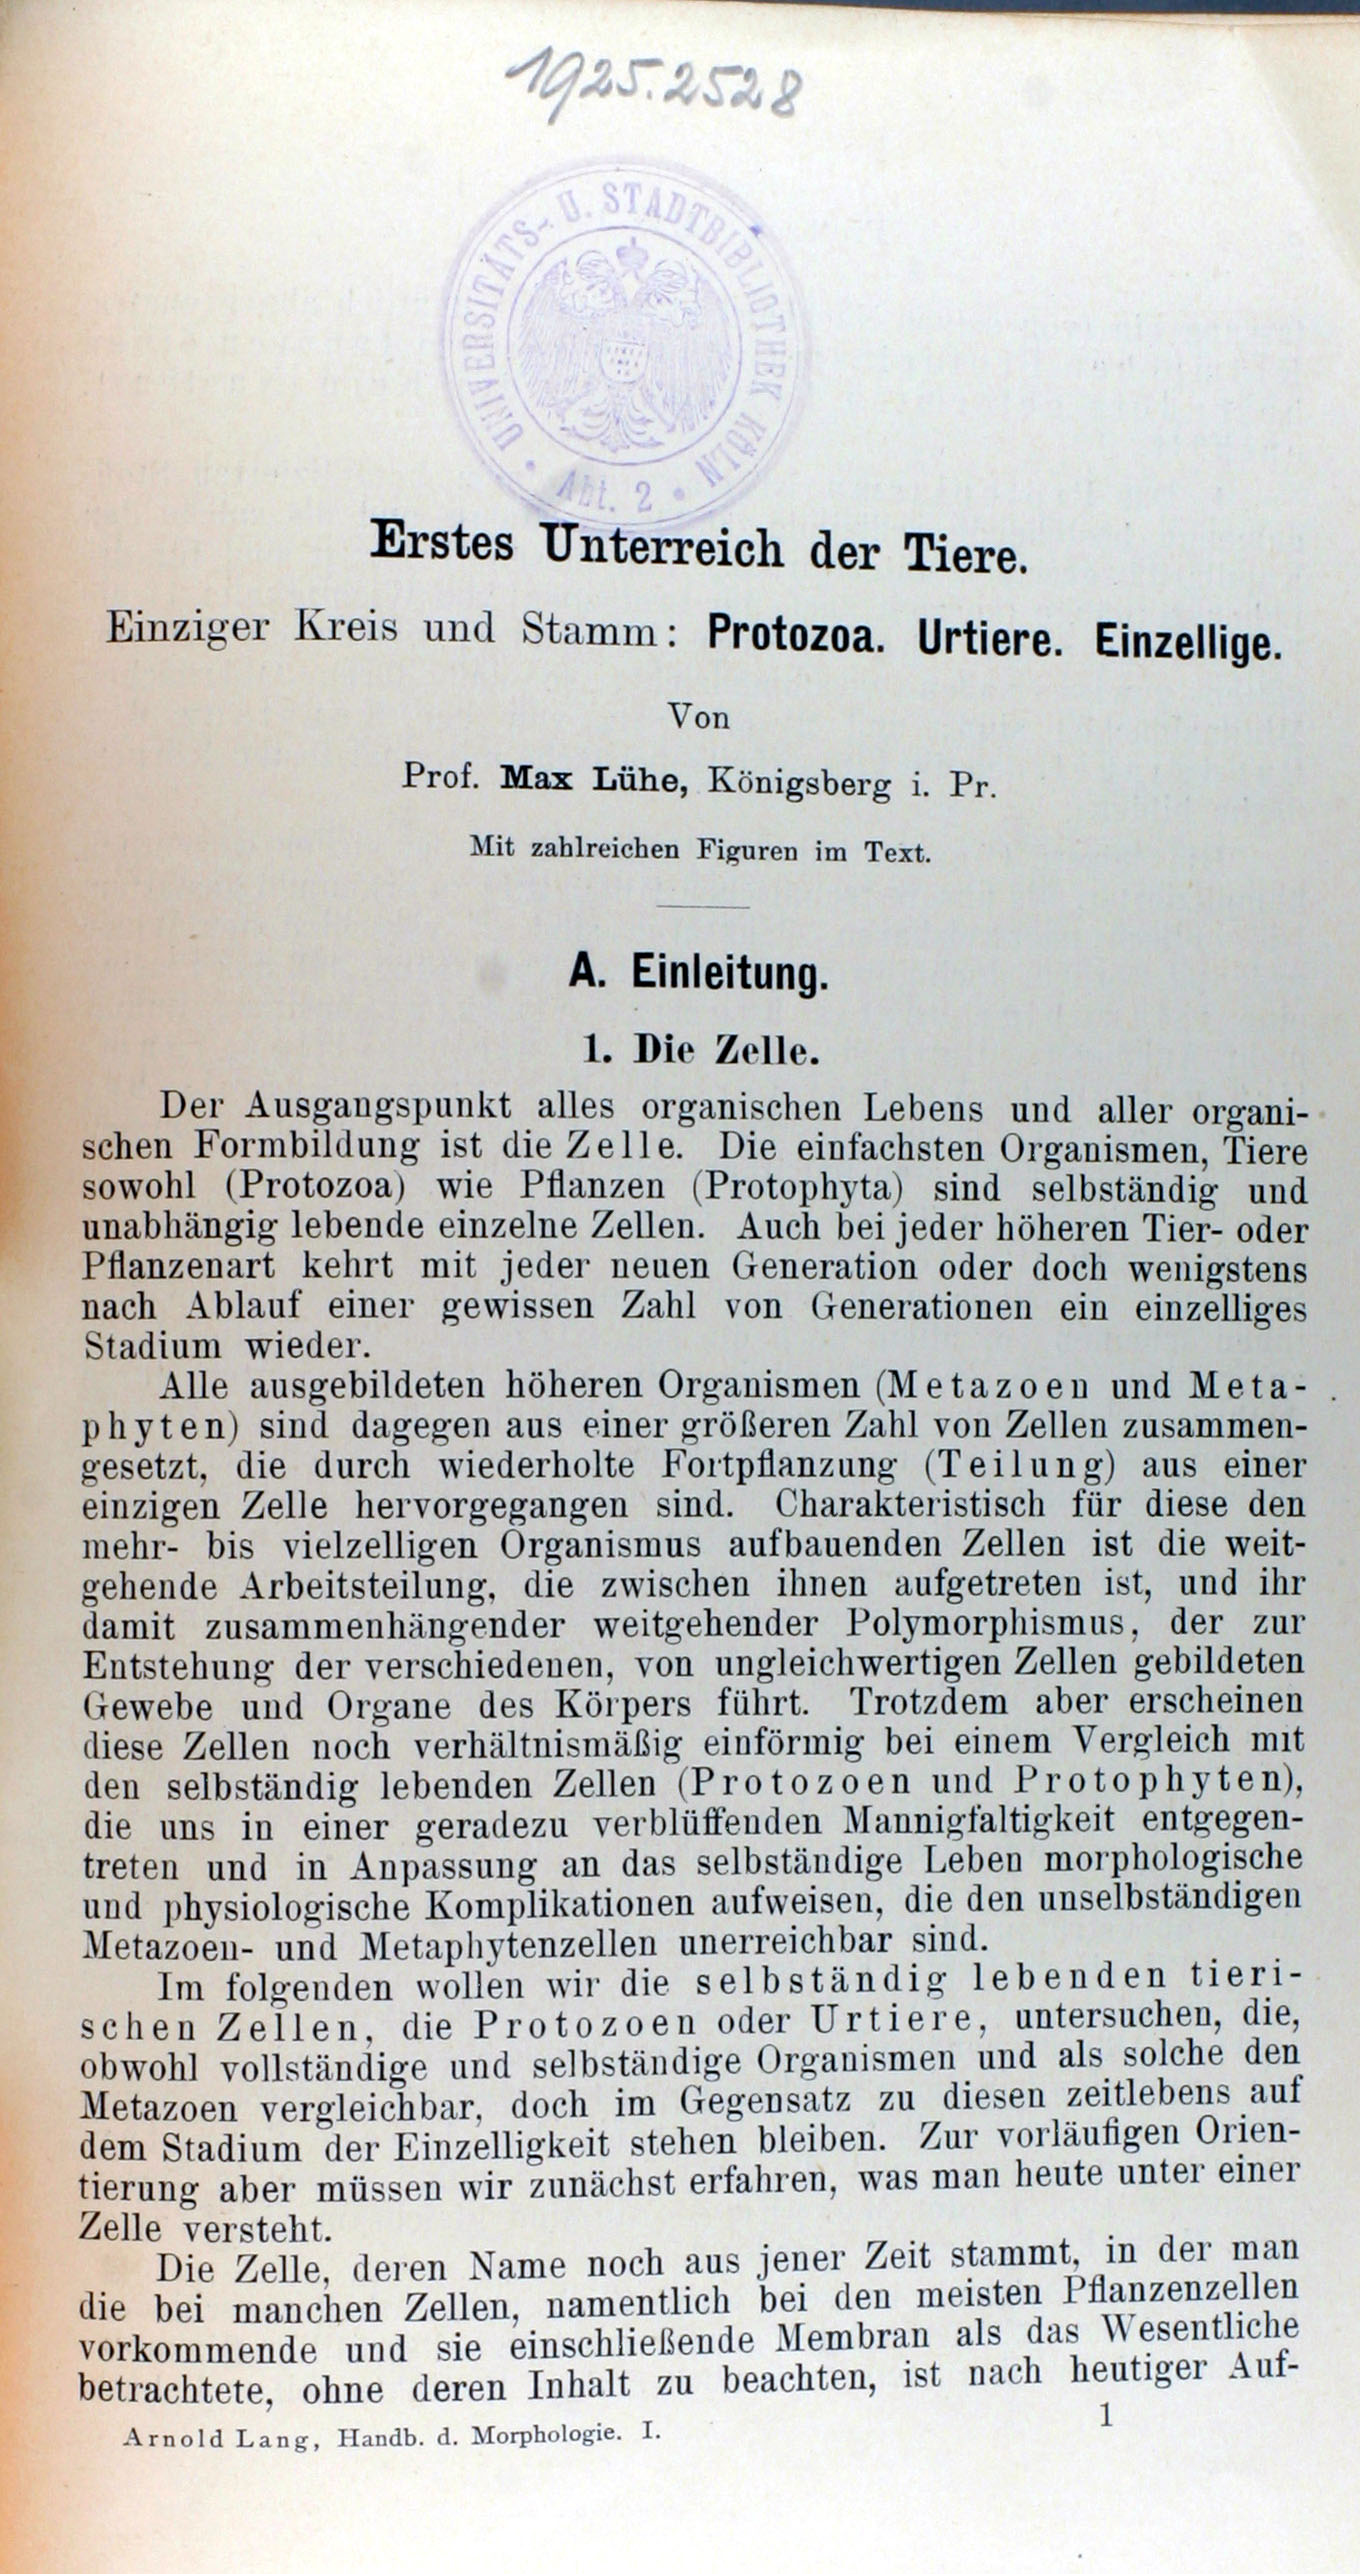 1925.2528
UNIVERSITÄTS- U. STADTBIBLIOTHEK KÖLN
Abt. 2
Erstes Unterreich der Tiere.
Einziger Kreis und Stamm: Protozoa. Urtiere. Einzellige.
Von
Prof. Max Lühe, Königsberg i. Pr.
Mit zahlreichen Figuren im Text.
A. Einleitung.
1. Die Zelle.
Der Ausgangspunkt alles organischen Lebens und aller organi-
schen Formbildung ist die Zelle. Die einfachsten Organismen, Tiere
sowohl (Protozoa) wie Pflanzen (Protophyta) sind selbständig und
unabhängig lebende einzelne Zellen. Auch bei jeder höheren Tier- oder
Pflanzenart kehrt mit jeder neuen Generation oder doch wenigstens
nach Ablauf einer gewissen Zahl von Generationen ein einzelliges
Stadium wieder.
Alle ausgebildeten höheren Organismen (Metazoen und Meta-
phyten) sind dagegen aus einer größeren Zahl von Zellen zusammen-
gesetzt, die durch wiederholte Fortpflanzung (Teilung) aus einer
einzigen Zelle hervorgegangen sind. Charakteristisch für diese den
mehr- bis vielzelligen Organismus aufbauenden Zellen ist die weit-
gehende Arbeitsteilung, die zwischen ihnen aufgetreten ist, und ihr
damit zusammenhängender weitgehender Polymorphismus, der zur
Entstehung der verschiedenen, von ungleichwertigen Zellen gebildeten
Gewebe und Organe des Körpers führt. Trotzdem aber erscheinen
diese Zellen noch verhältnismäßig einförmig bei einem Vergleich mit
den selbständig lebenden Zellen (Protozoen und Protophyten),
die uns in einer geradezu verblüffenden Mannigfaltigkeit entgegen-
treten und in Anpassung an das selbständige Leben morphologische
und physiologische Komplikationen aufweisen, die den unselbständigen
Metazoen- und Metaphytenzellen unerreichbar sind.
Im folgenden wollen wir die selbständig lebenden tieri-
schen Zellen, die Protozoen oder Urtiere, untersuchen, die,
obwohl vollständige und selbständige Organismen und als solche den
Metazoen vergleichbar, doch im Gegensatz zu diesen zeitlebens auf
dem Stadium der Einzelligkeit stehen bleiben. Zur vorläufigen Orien-
tierung aber müssen wir zunächst erfahren, was man heute unter einer
Zelle versteht.
Die Zelle, deren Name noch aus jener Zeit stammt, in der man
die bei manchen Zellen, namentlich bei den meisten Pflanzenzellen
vorkommende und sie einschließende Membran als das Wesentliche
betrachtete, ohne deren Inhalt zu beachten, ist nach heutiger Auf-
Arnold Lang, Handb. d. Morphologie. I.
1